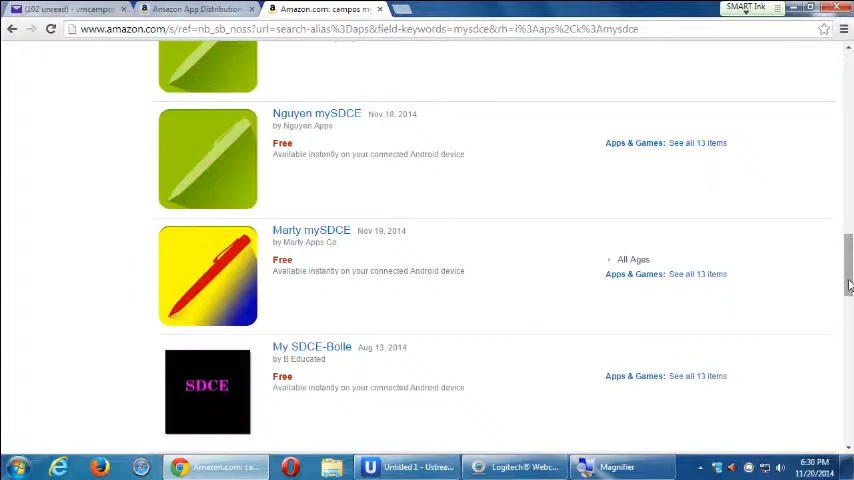 (102 unread) - vmcampos
Amazon App Distribution
Amazon.com: campos my
SMART Ink
www.amazon.com/s/ref=nb_sb_noss?url=search-alias%3Daps&field-keywords=mysdce&rh=i%3Aaps%2Ck%3Amysdce
Nguyen mySDCE Nov 18, 2014
by Nguyen Apps
Free
Apps & Games: See all 13 items
Available instantly on your connected Android device
Marty mySDCE Nov 19, 2014
by Marty Apps Co.
Free
All Ages
Available instantly on your connected Android device
Apps & Games: See all 13 items
My SDCE-Bolle Aug 13, 2014
by B Educated
Free
Apps & Games: See all 13 items
Available instantly on your connected Android device
SDCE
Amazon.com: ca...
Untitled 1 - Ustrea...
Logitech® Webc...
Magnifier
6:30 PM
11/20/2014